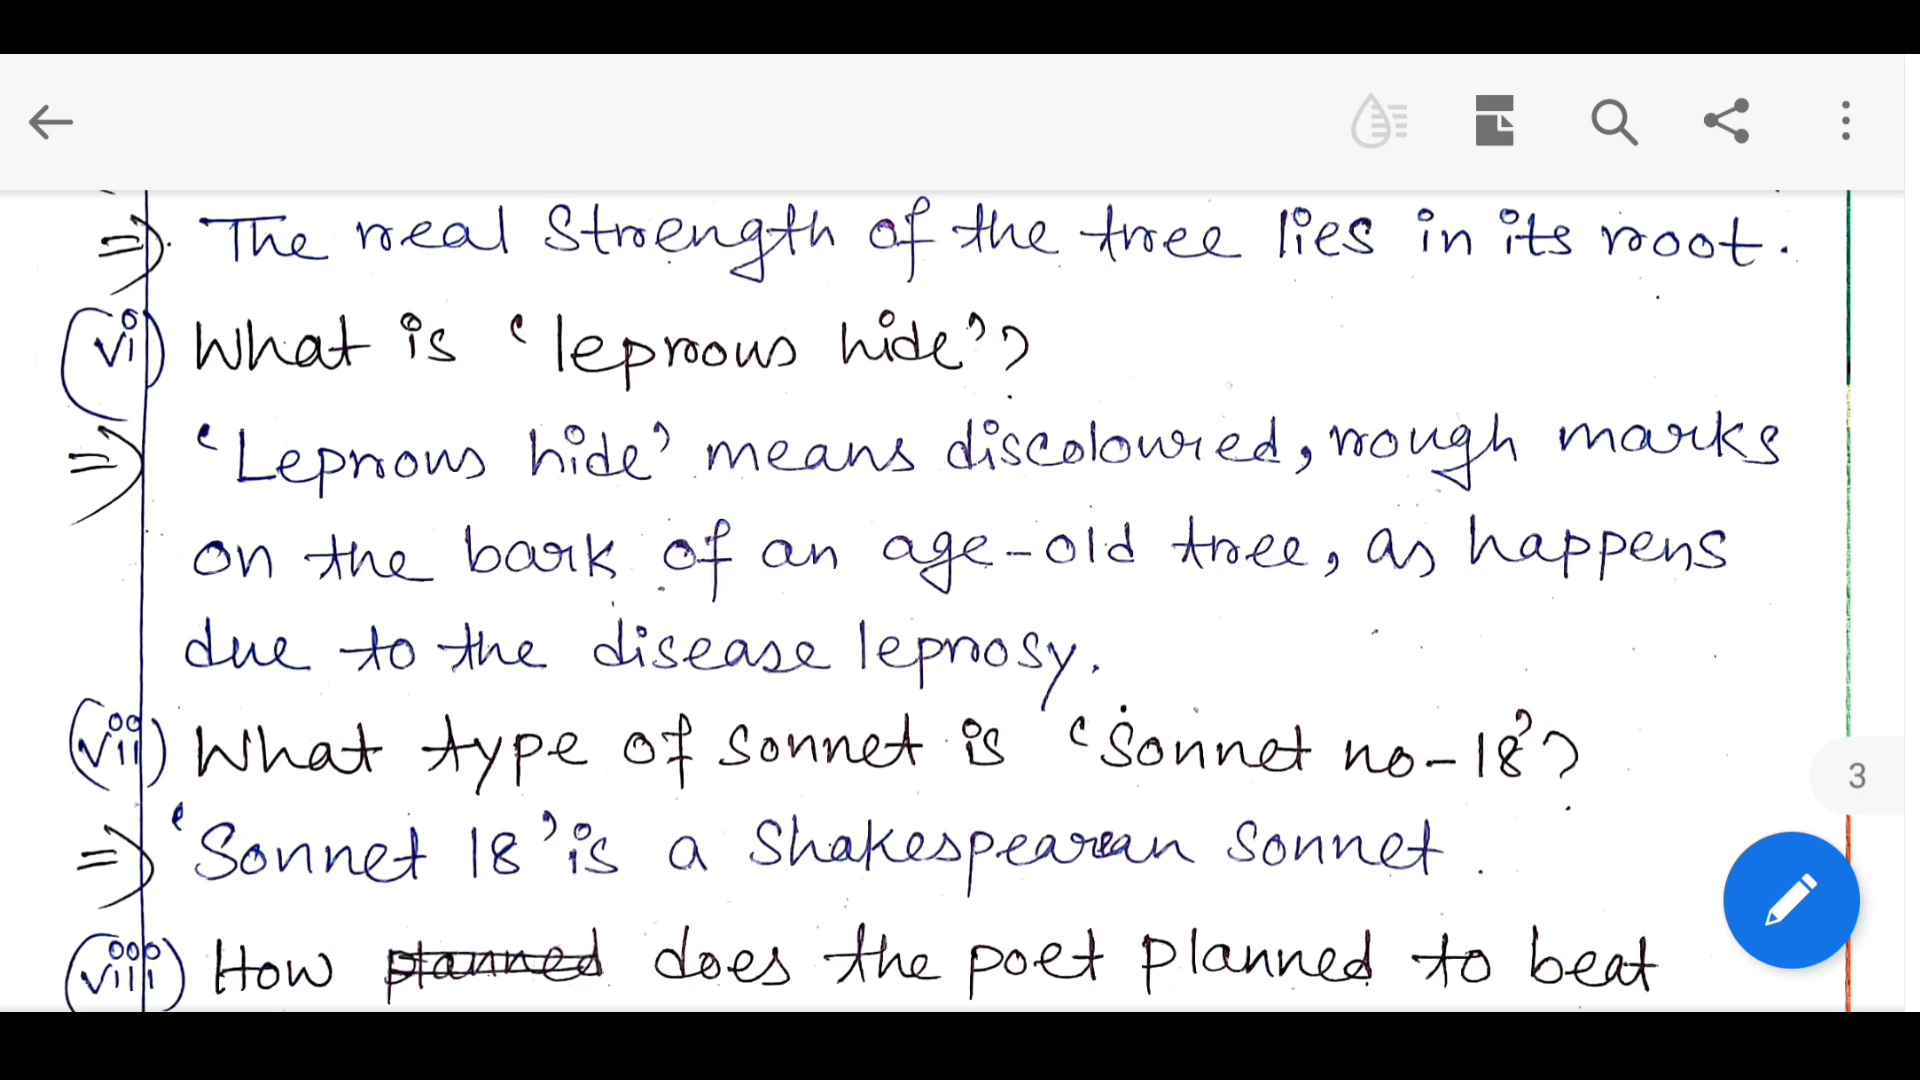 => The real strength of the tree lies in its root.
(vi) What is 'leprous hide'?
=> 'Leprous hide' means discoloured, rough marks
on the bark of an age-old tree, as happens
due to the disease leprosy.
(vii) What type of sonnet is 'Sonnet no-18'?
3
=> 'Sonnet 18' is a Shakespearean Sonnet.
(viii) How planned does the poet planned to beat